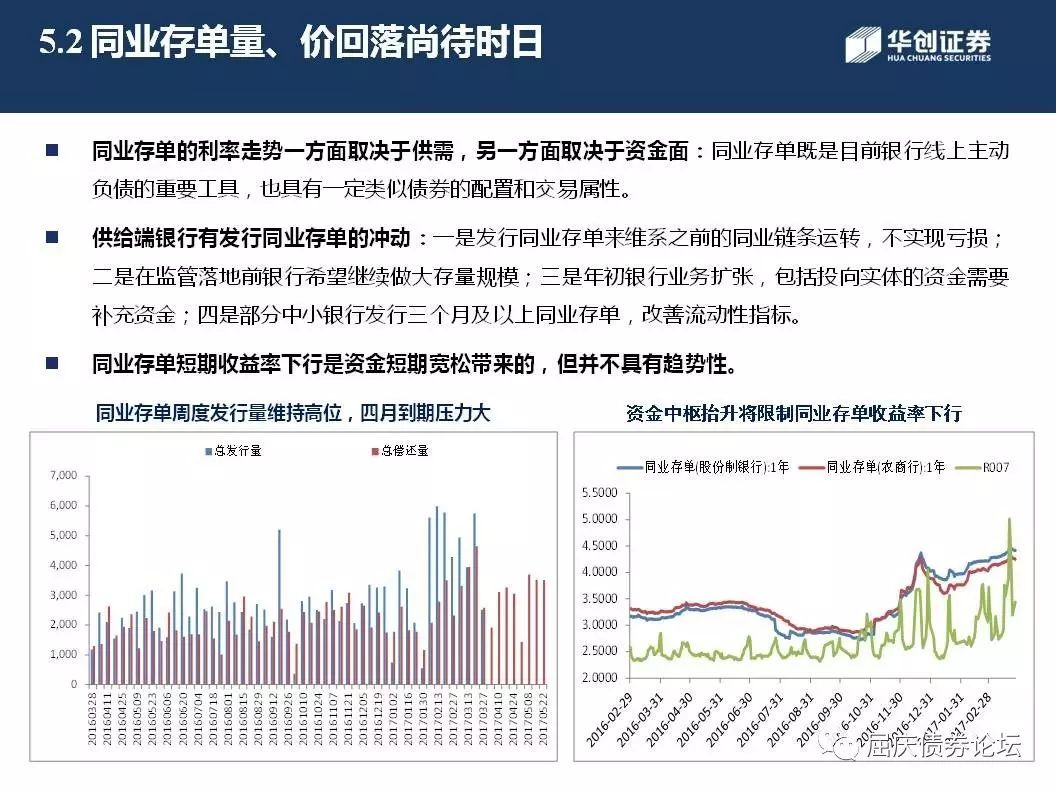 5.2 同业存单量、价回落尚待时日
华创证券
HUA CHUANG SECURITIES
同业存单的利率走势一方面取决于供需，另一方面取决于资金面：同业存单既是目前银行线上主动
负债的重要工具，也具有一定类似债券的配置和交易属性。
供给端银行有发行同业存单的冲动：一是发行同业存单来维系之前的同业链条运转，不实现亏损；
二是在监管落地前银行希望继续做大存量规模；三是年初银行业务扩张，包括投向实体的资金需要
补充资金；四是部分中小银行发行三个月及以上同业存单，改善流动性指标。
同业存单短期收益率下行是资金短期宽松带来的，但并不具有趋势性。
同业存单周度发行量维持高位，四月到期压力大
总发行量 总偿还量
7,000
6,000
5,000
4,000
3,000
2,000
1,000
0
20160328 20160411 20160425 20160509 20160523 20160606 20160620 20160704 20160718 20160801 20160815 20160829 20160912 20160926 20161010 20161024 20161107 20161121 20161205 20161219 20170102 20170116 20170130 20170213 20170227 20170313 20170327 20170410 20170424 20170508 20170522
资金中枢抬升将限制同业存单收益率下行
同业存单(股份制银行):1年 同业存单(农商行):1年 R007
5.5000
5.0000
4.5000
4.0000
3.5000
3.0000
2.5000
2.0000
2016-02-29 2016-03-31 2016-04-30 2016-05-31 2016-06-30 2016-07-31 2016-08-31 2016-09-30 2016-10-31 2016-11-30 2016-12-31 2017-01-31 2017-02-28
屈庆债券论坛